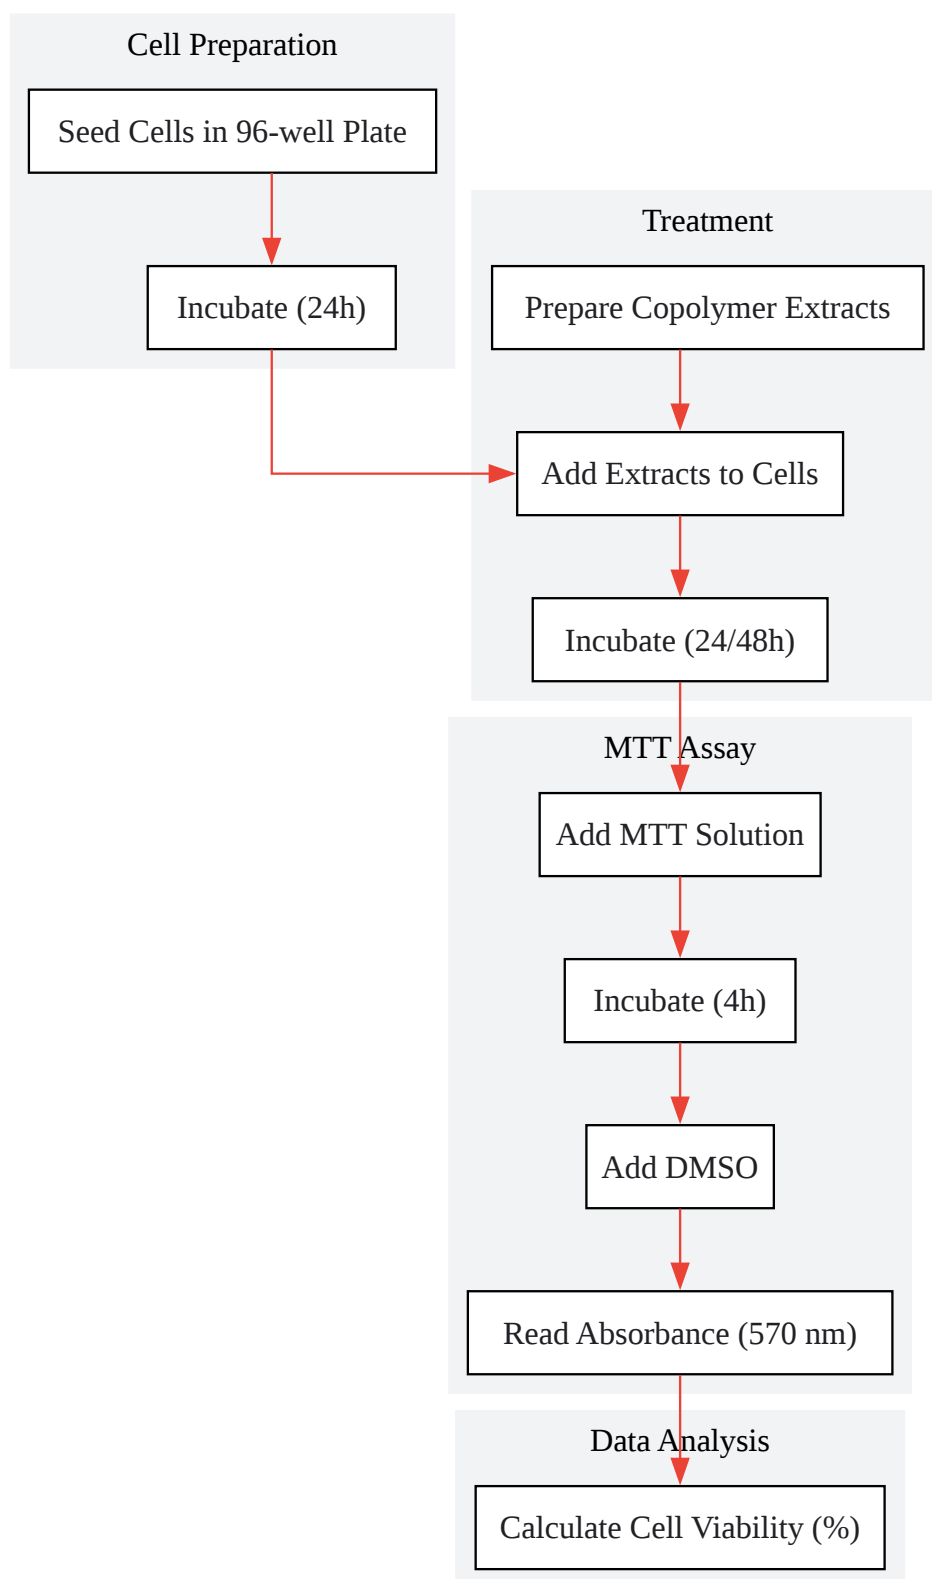 Cell Preparation
Seed Cells in 96-well Plate
Incubate (24h)
Treatment
Prepare Copolymer Extracts
Add Extracts to Cells
Incubate (24/48h)
MTT Assay
Add MTT Solution
Incubate (4h)
Add DMSO
Read Absorbance (570 nm)
Data Analysis
Calculate Cell Viability (%)